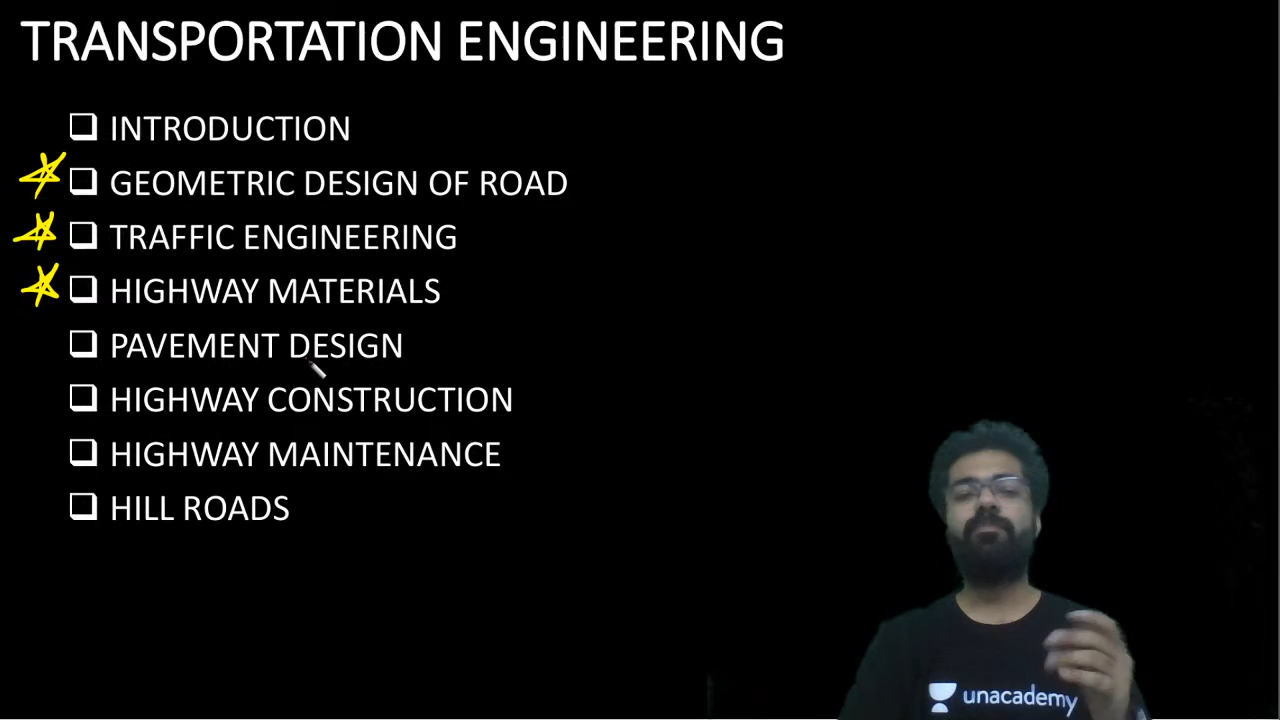 TRANSPORTATION ENGINEERING
INTRODUCTION
GEOMETRIC DESIGN OF ROAD
TRAFFIC ENGINEERING
HIGHWAY MATERIALS
PAVEMENT DESIGN
HIGHWAY CONSTRUCTION
HIGHWAY MAINTENANCE
HILL ROADS
unacademy